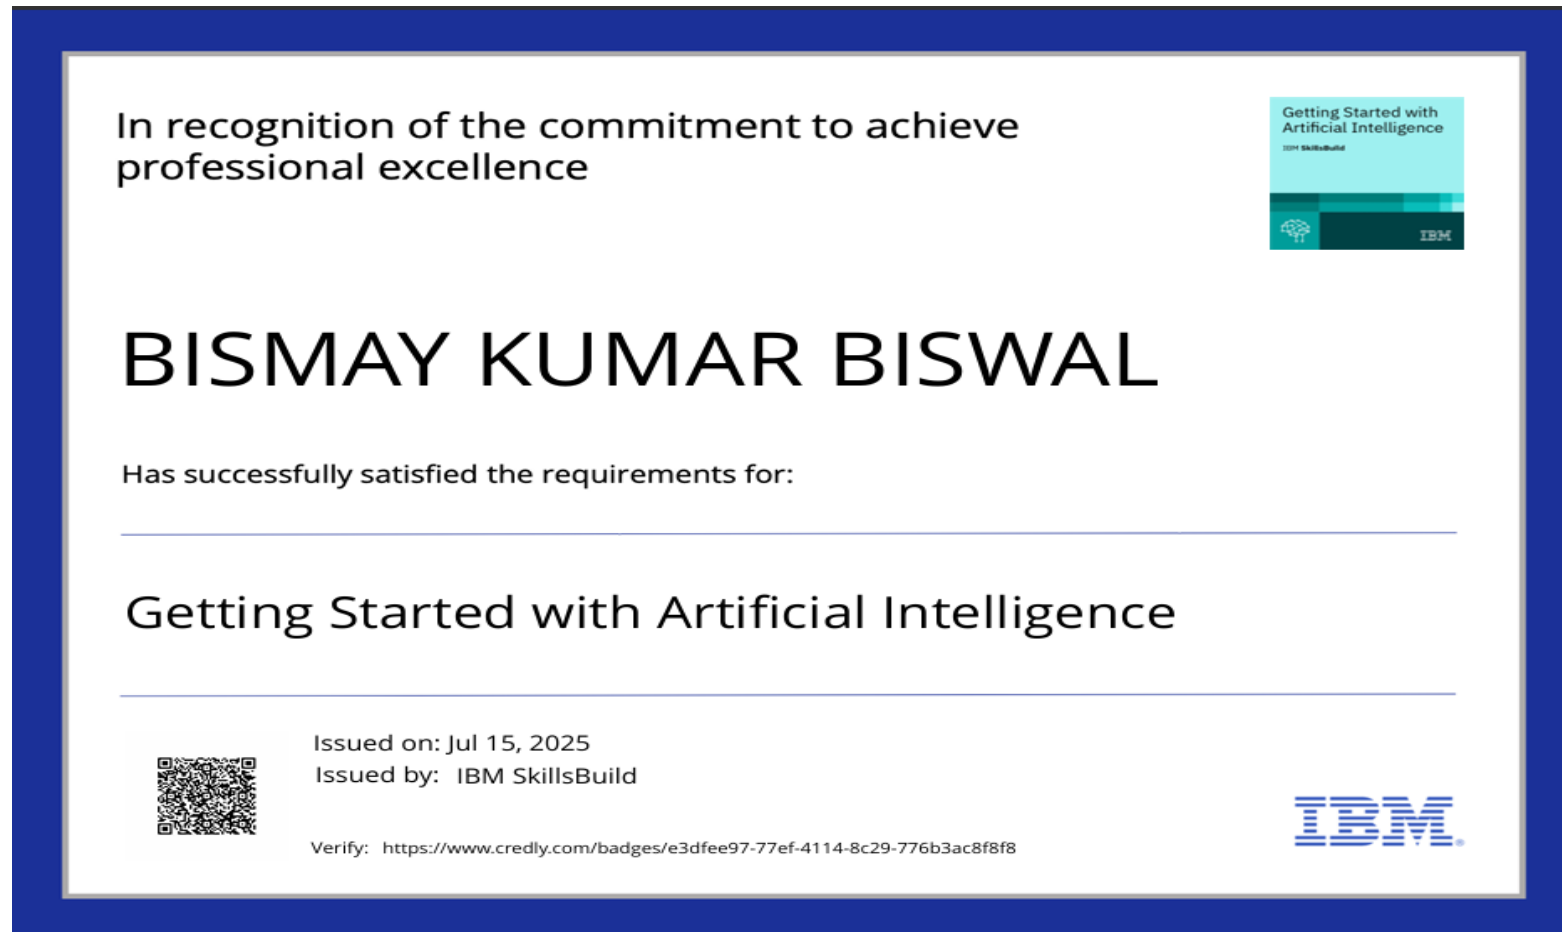 In recognition of the commitment to achieve
professional excellence
Getting Started with
Artificial Intelligence
IBM SkillsBuild
IBM
BISMAY KUMAR BISWAL
Has successfully satisfied the requirements for:
Getting Started with Artificial Intelligence
Issued on: Jul 15, 2025
Issued by: IBM SkillsBuild
Verify: https://www.credly.com/badges/e3dfee97-77ef-4114-8c29-776b3ac8f8f8
IBM